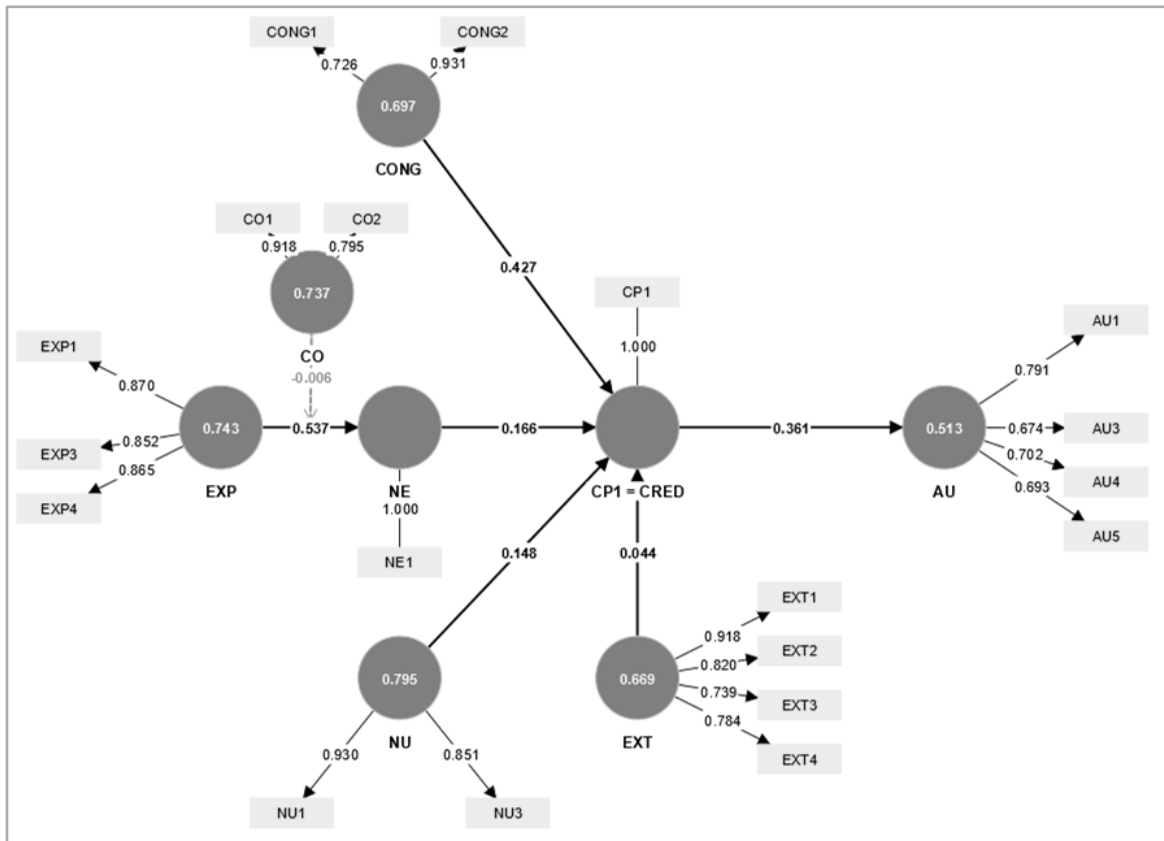 CONG1
CONG2
0.726
0.931
0.697
CONG
CO1
CO2
0.918
0.795
0.737
CO
-0.006
0.427
CP1
1.000
EXP1
0.870
EXP3
0.852
0.865
EXP4
0.743
EXP
0.537
NE
1.000
NE1
0.166
CP1 = CRED
0.361
0.513
AU
AU1
0.791
AU3
0.674
0.702
AU4
0.693
AU5
0.148
0.044
0.795
NU
0.930
0.851
NU1
NU3
0.669
EXT
EXT1
0.918
EXT2
0.820
0.739
EXT3
0.784
EXT4